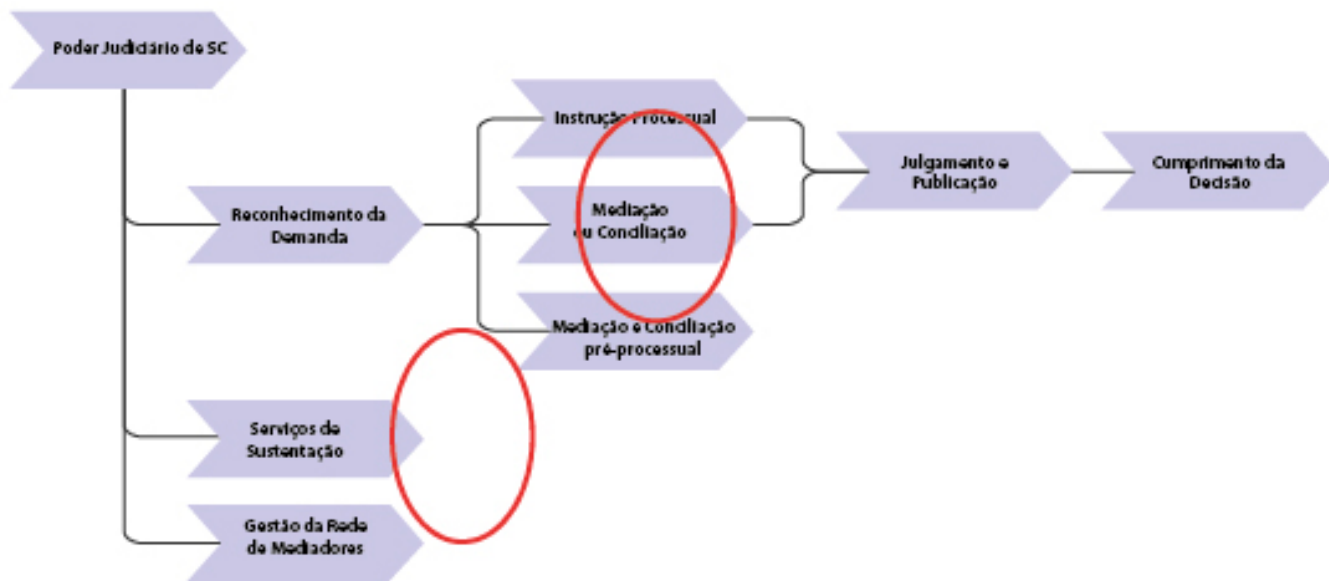 Poder Judiciário de SC
Instrução Processual
Julgamento e
Publicação
Cumprimento da
Decisão
Reconhecimento da
Demanda
Mediação
ou Conciliação
Mediação e Conciliação
pré-processual
Serviços de
Sustentação
Gestão da Rede
de Mediadores